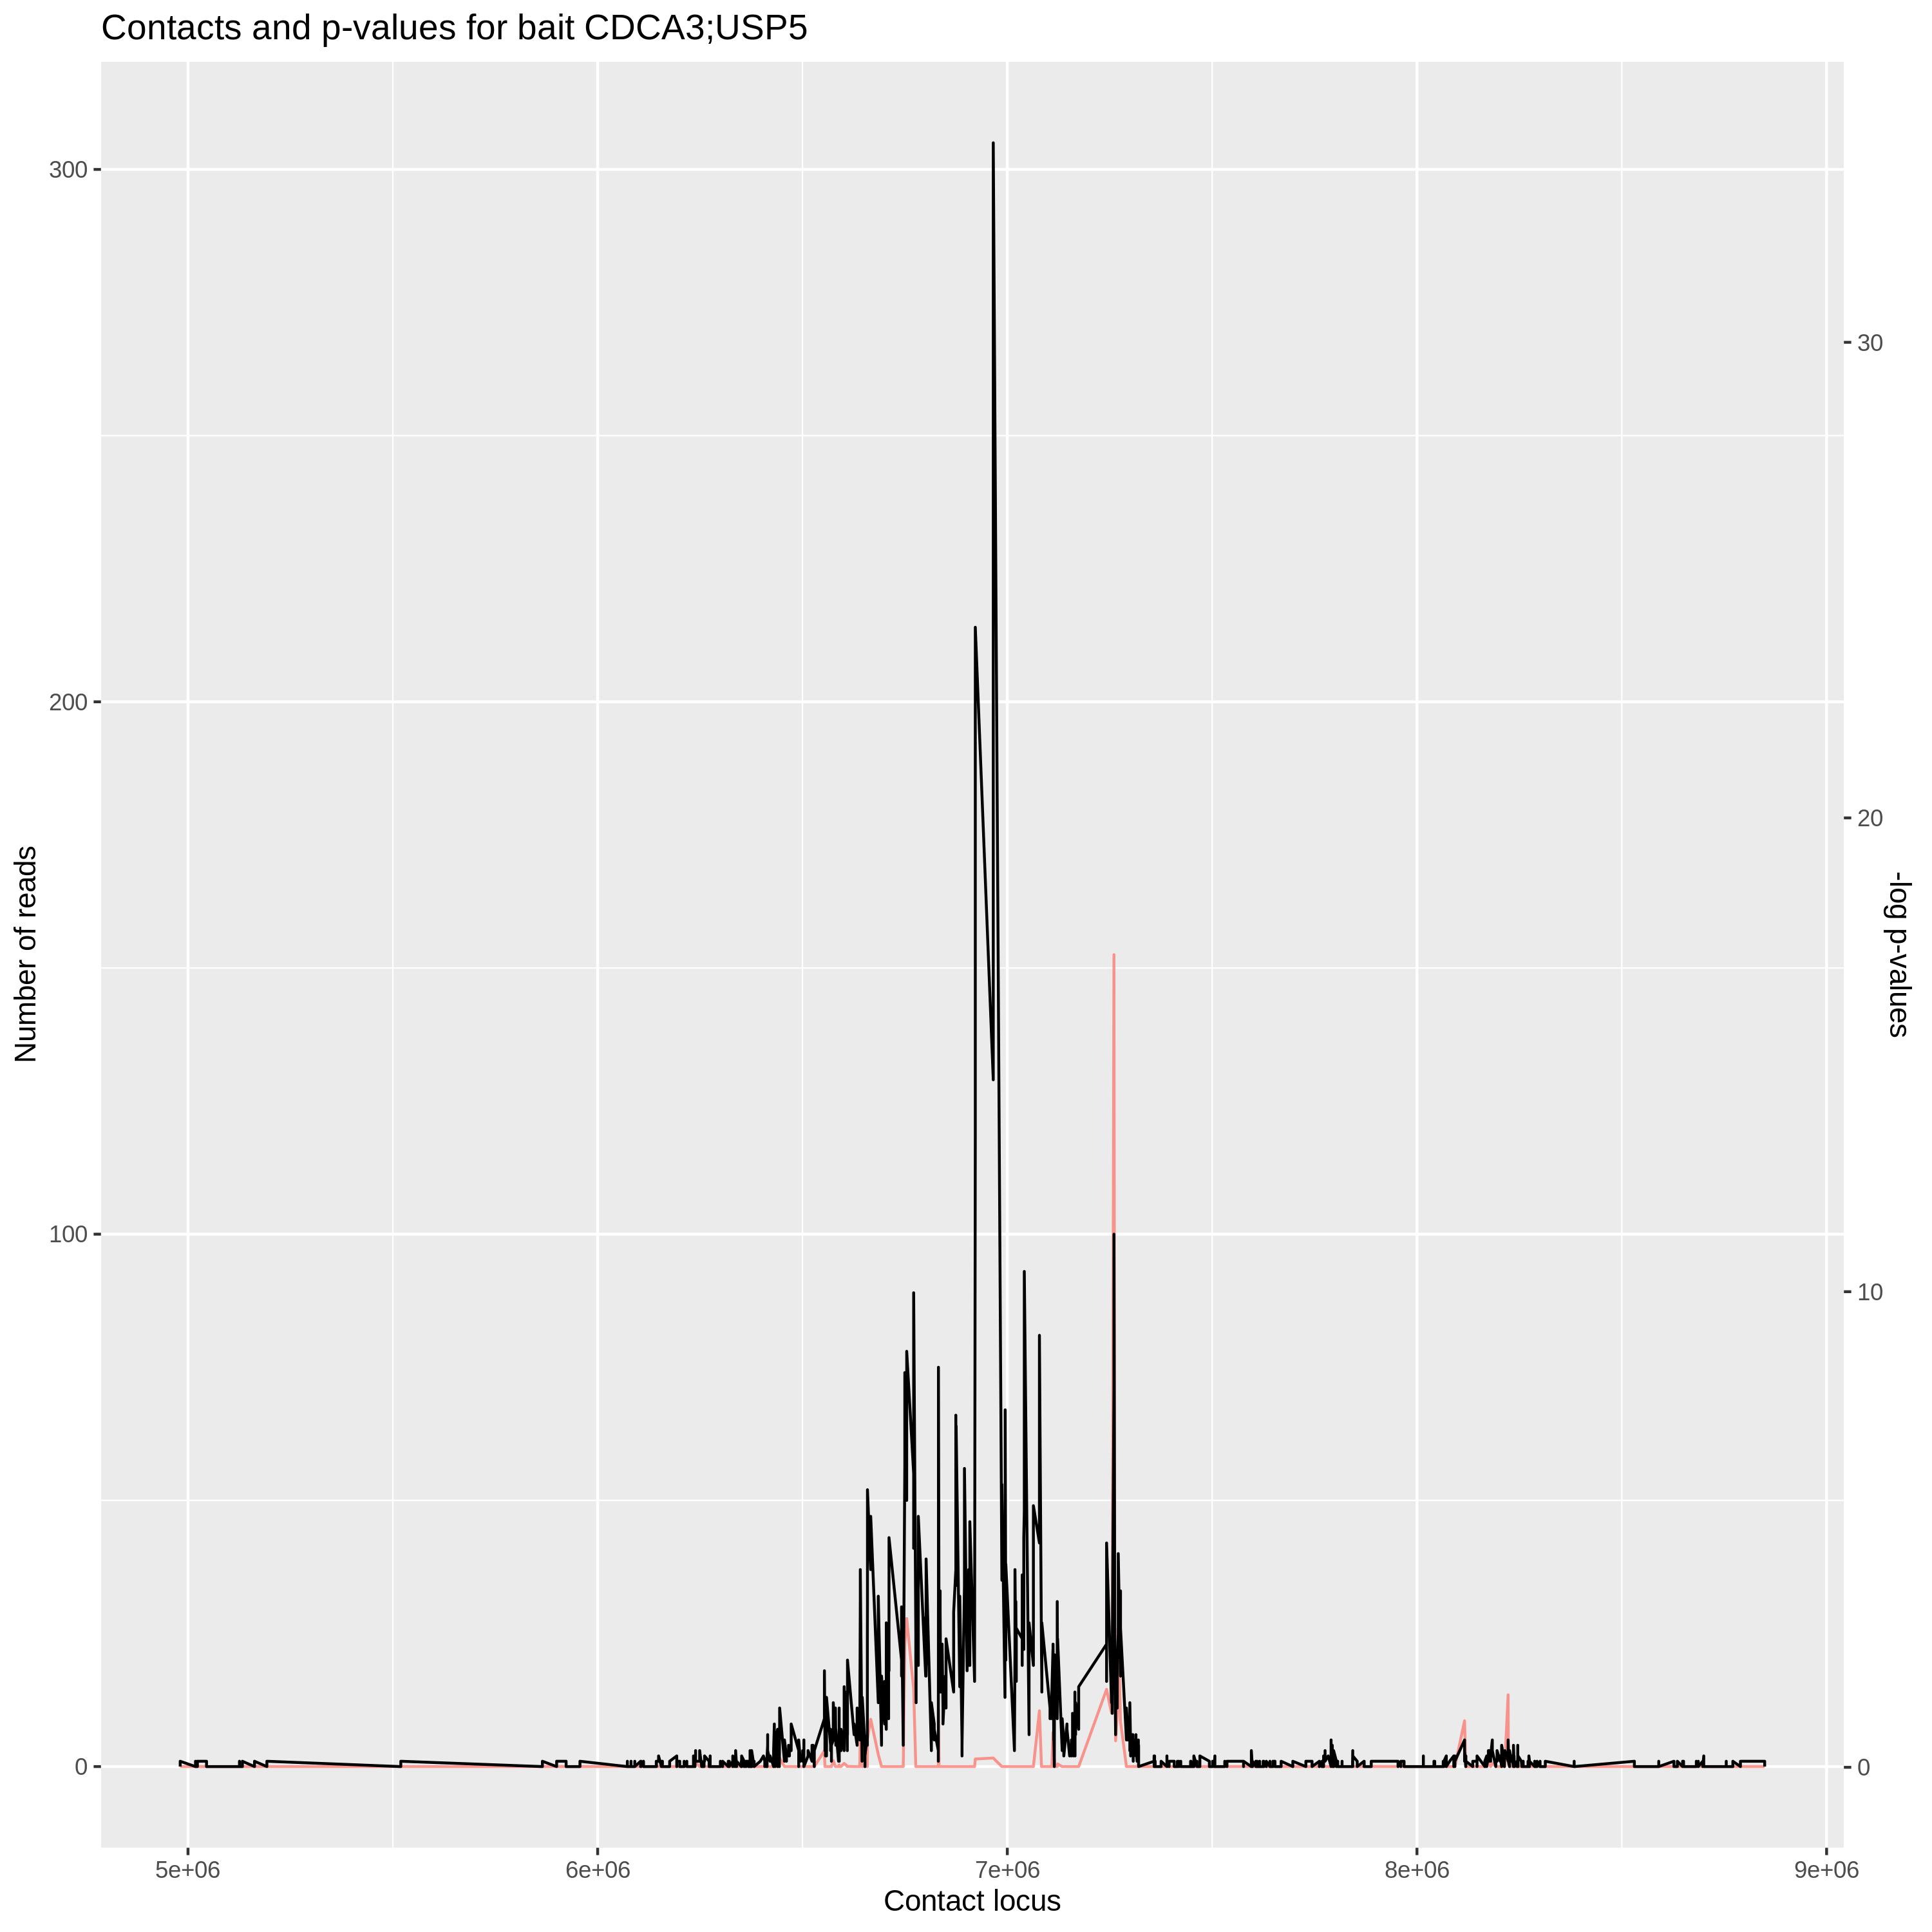 Contacts and p-values for bait CDCA3;USP5
300
200
100
0
Number of reads
30
20
10
0
-log p-values
5e+06
6e+06
7e+06
8e+06
9e+06
Contact locus